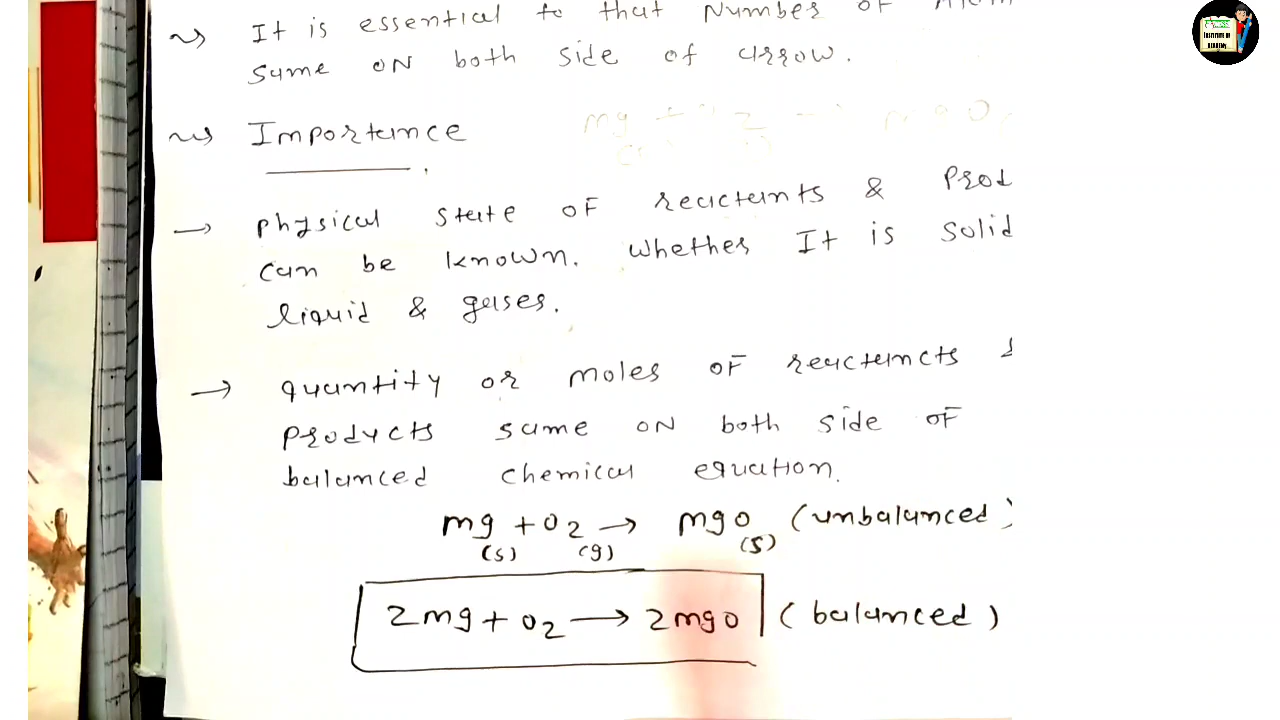 It is essential to that Number of
same ON both side of arrow.
Importance
Physical state of reactants &
can be known. Whether It is solid
liquid & gases.
quantity or moles of reactancts
products same ON both side of
balanced chemical equation.
mg + O2 → mgO (unbalanced)
(s) (g) (s)
2mg + O2 → 2mgO (balanced)